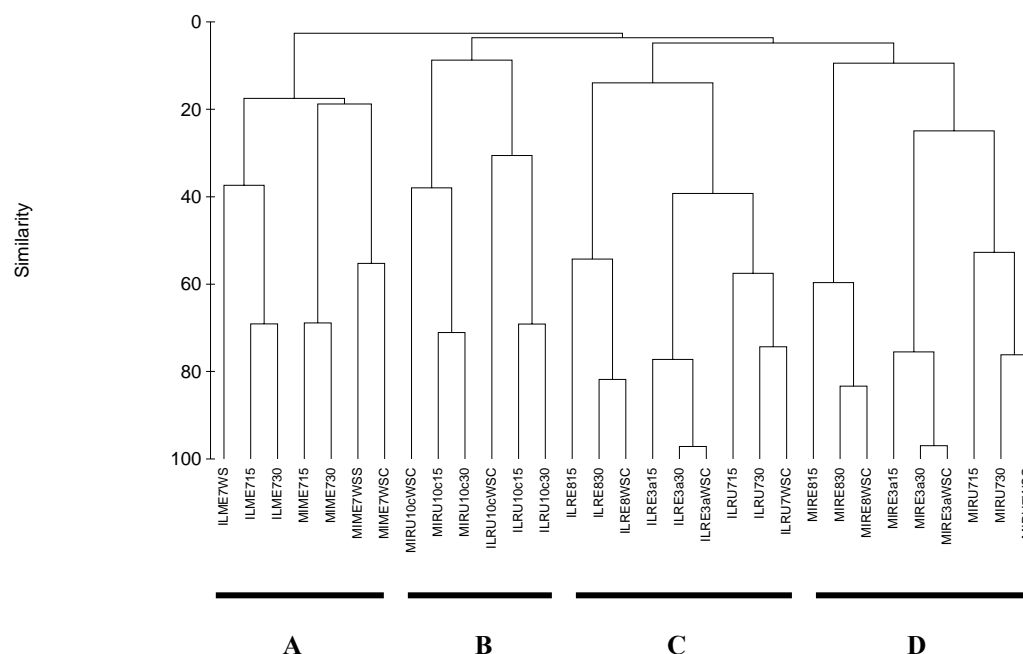 0
20
40
60
80
100
Similarity
ILME7WS
ILME715
ILME730
MIME715
MIME730
MIME7WSS
MIME7WSC
MIRU10cWSC
MIRU10c15
MIRU10c30
ILRU10cWSC
ILRU10c15
ILRU10c30
ILRE815
ILRE830
ILRE8WSC
ILRE3a15
ILRE3a30
ILRE3aWSC
ILRU715
ILRU730
ILRU7WSC
MIRE815
MIRE830
MIRE8WSC
MIRE3a15
MIRE3a30
MIRE3aWSC
MIRU715
MIRU730
A B C D